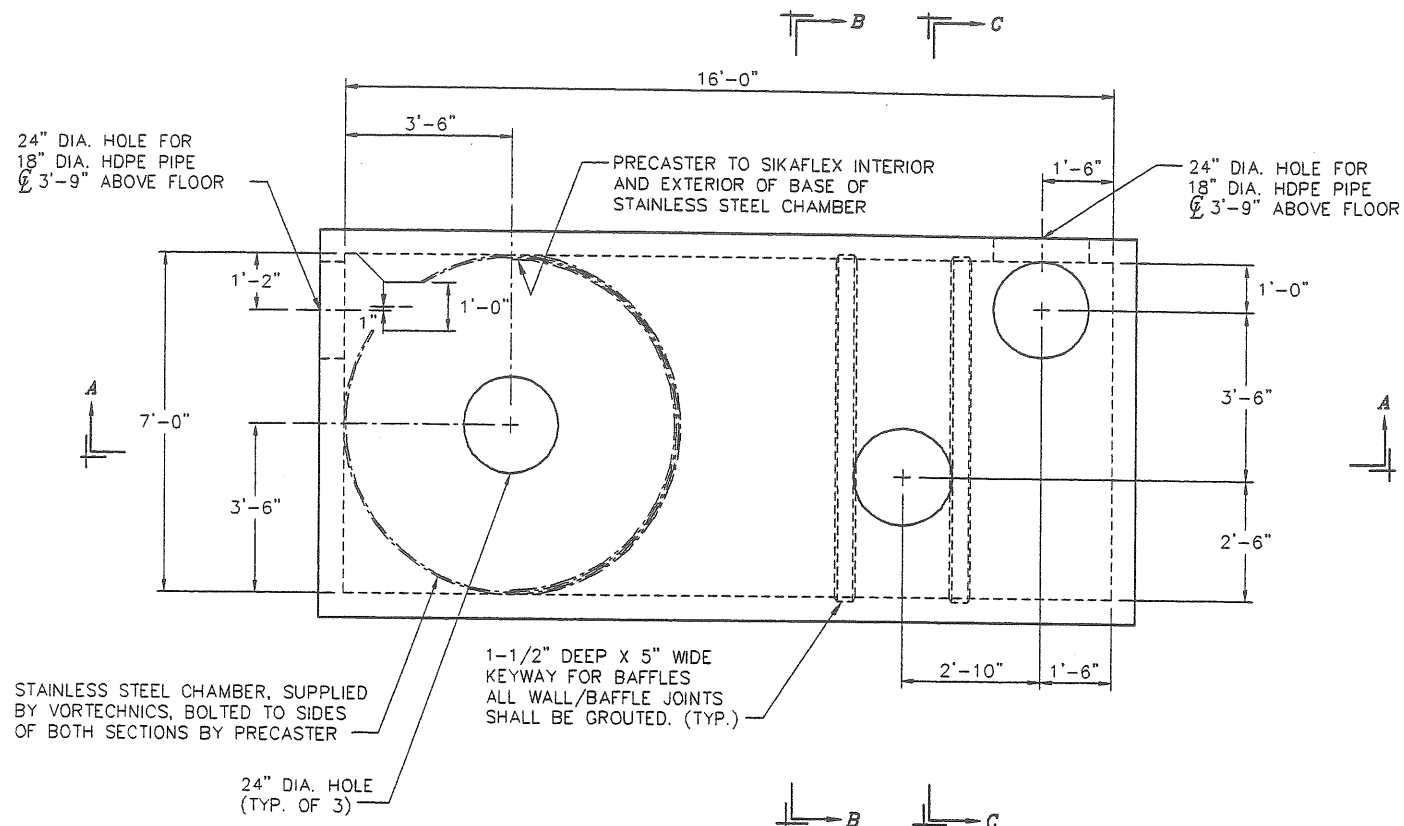 B
C
16'-0"
3'-6"
24" DIA. HOLE FOR
18" DIA. HDPE PIPE
℄ 3'-9" ABOVE FLOOR
PRECASTER TO SIKAFLEX INTERIOR
AND EXTERIOR OF BASE OF
STAINLESS STEEL CHAMBER
1'-6"
24" DIA. HOLE FOR
18" DIA. HDPE PIPE
℄ 3'-9" ABOVE FLOOR
1'-2"
1"
1'-0"
1'-0"
A
7'-0"
3'-6"
3'-6"
A
2'-6"
2'-10"
1'-6"
STAINLESS STEEL CHAMBER, SUPPLIED
BY VORTECHNICS, BOLTED TO SIDES
OF BOTH SECTIONS BY PRECASTER
1-1/2" DEEP X 5" WIDE
KEYWAY FOR BAFFLES
ALL WALL/BAFFLE JOINTS
SHALL BE GROUTED. (TYP.)
24" DIA. HOLE
(TYP. OF 3)
B
C